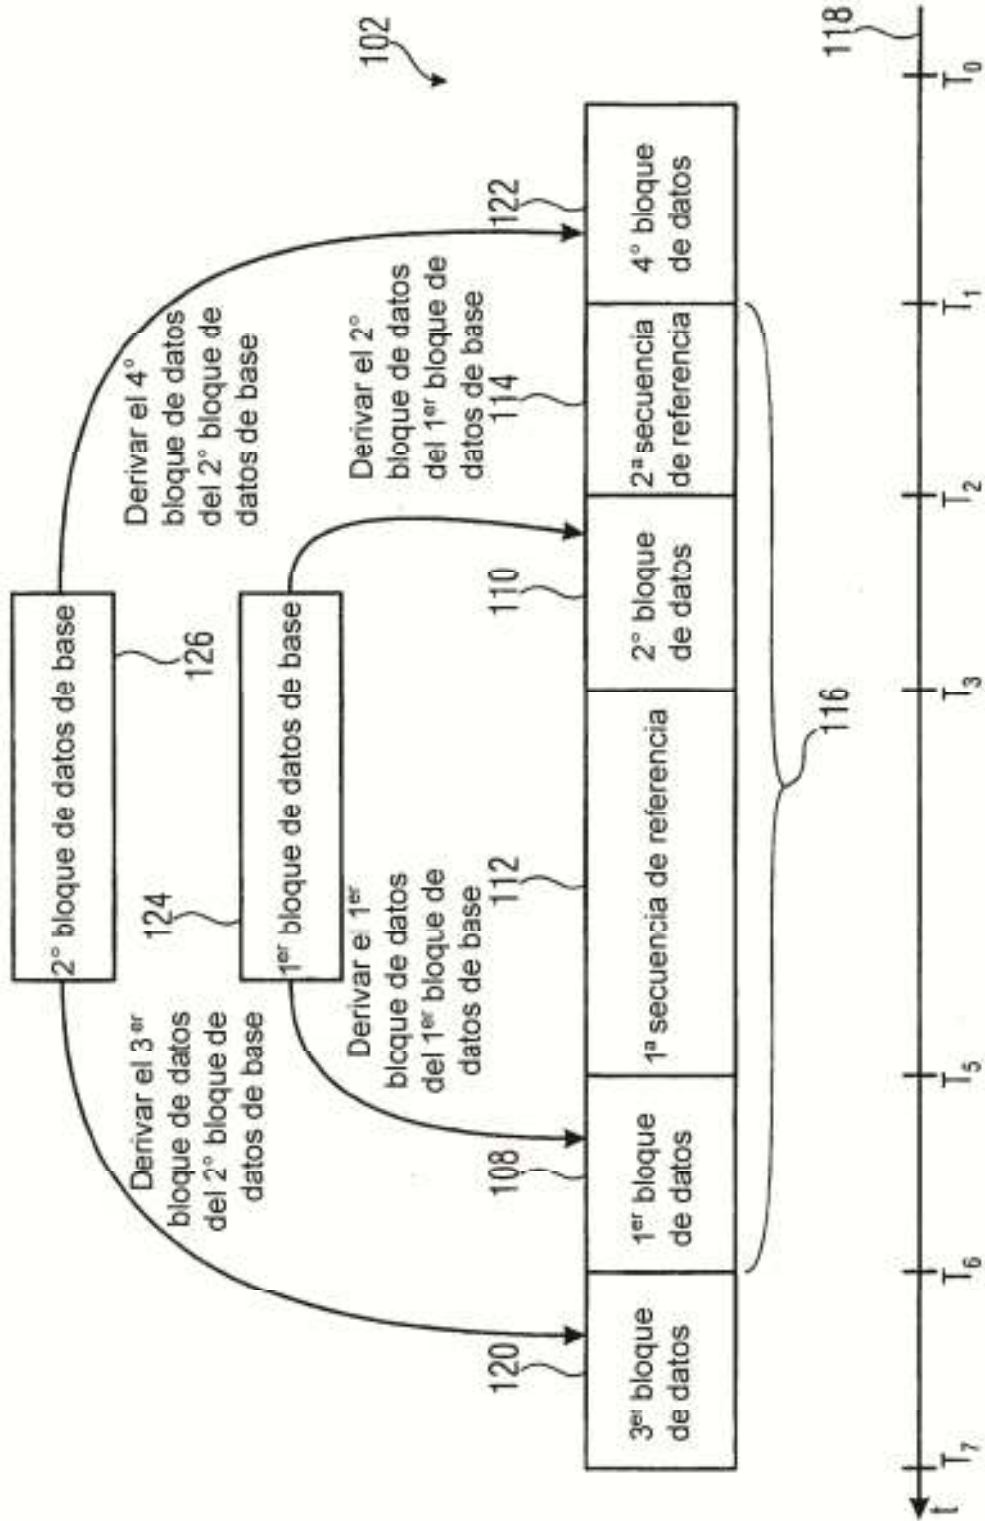 2° bloque de datos de base
126
Derivar el 3er
bloque de datos
del 2° bloque de
datos de base
Derivar el 4°
bloque de datos
del 2° bloque de
datos de base
124
1er bloque de datos de base
Derivar el 1er
bloque de datos
del 1er bloque de
datos de base
Derivar el 2°
bloque de datos
del 1er bloque de
datos de base
102
120
108
112
110
114
122
3er bloque
de datos
1er bloque
de datos
1ª secuencia de referencia
2° bloque
de datos
2ª secuencia
de referencia
4° bloque
de datos
116
118
t
T7
T6
T5
T3
T2
T1
T0